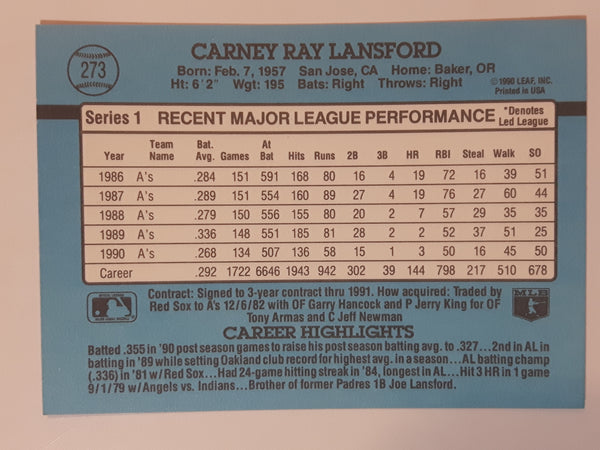 273
CARNEY RAY LANSFORD
Born: Feb. 7, 1957 San Jose, CA Home: Baker, OR
Ht: 6'2" Wgt: 195 Bats: Right Throws: Right
©1990 LEAF, INC.
Printed in USA
Series 1 RECENT MAJOR LEAGUE PERFORMANCE *Denotes
Led League
Year Team Name Bat. Avg. Games At Bat Hits Runs 2B 3B HR RBI Steal Walk SO
1986 A's .284 151 591 168 80 16 4 19 72 16 39 51
1987 A's .289 151 554 160 89 27 4 19 76 27 60 44
1988 A's .279 150 556 155 80 20 2 7 57 29 35 35
1989 A's .336 148 551 185 81 28 2 2 52 37 51 25
1990 A's .268 134 507 136 58 15 1 3 50 16 45 50
Career .292 1722 6646 1943 942 302 39 144 798 217 510 678
Contract: Signed to 3-year contract thru 1991. How acquired: Traded by
Red Sox to A's 12/6/82 with OF Garry Hancock and P Jerry King for OF
Tony Armas and C Jeff Newman
MLB
CAREER HIGHLIGHTS
Batted .355 in '90 post season games to raise his post season batting avg. to .327...2nd in AL in
batting in '89 while setting Oakland club record for highest avg. in a season...AL batting champ
(.336) in '81 w/Red Sox...Had 24-game hitting streak in '84, longest in AL...Hit 3 HR in 1 game
9/1/79 w/Angels vs. Indians...Brother of former Padres 1B Joe Lansford.